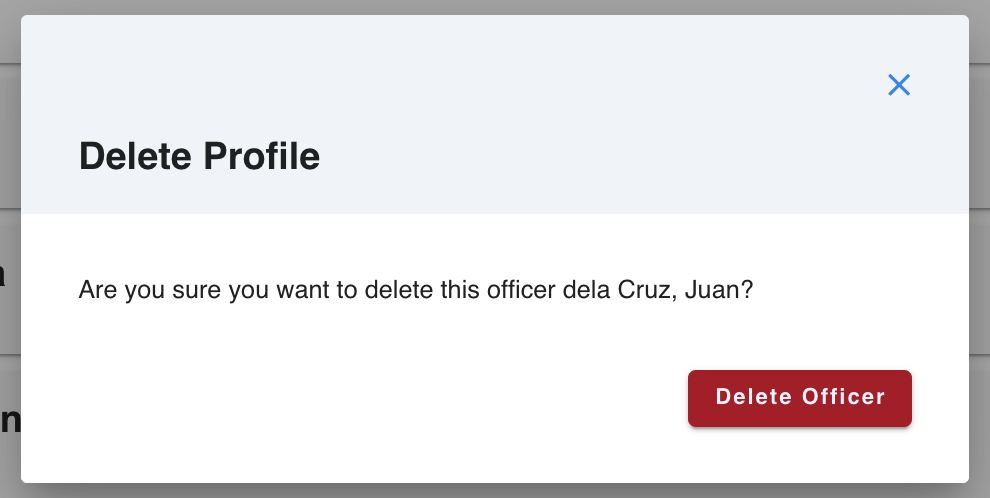 Delete Profile
Are you sure you want to delete this officer dela Cruz, Juan?
Delete Officer
n